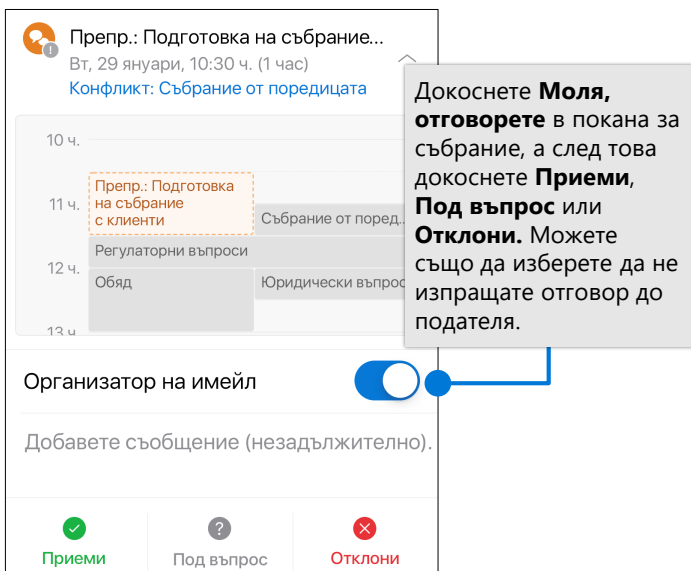 Препр.: Подготовка на събрание...
Вт, 29 януари, 10:30 ч. (1 час)
Конфликт: Събрание от поредицата
10 ч.
Препр.: Подготовка
на събрание
с клиенти
11 ч.
Събрание от поред..
Регулаторни въпроси
12 ч.
Обяд
Юридически въпрос
13 ч
Докоснете Моля,
отговорете в покана за
събрание, а след това
докоснете Приеми,
Под въпрос или
Отклони. Можете
също да изберете да не
изпращате отговор до
подателя.
Организатор на имейл
Добавете съобщение (незадължително).
Приеми
Под въпрос
Отклони